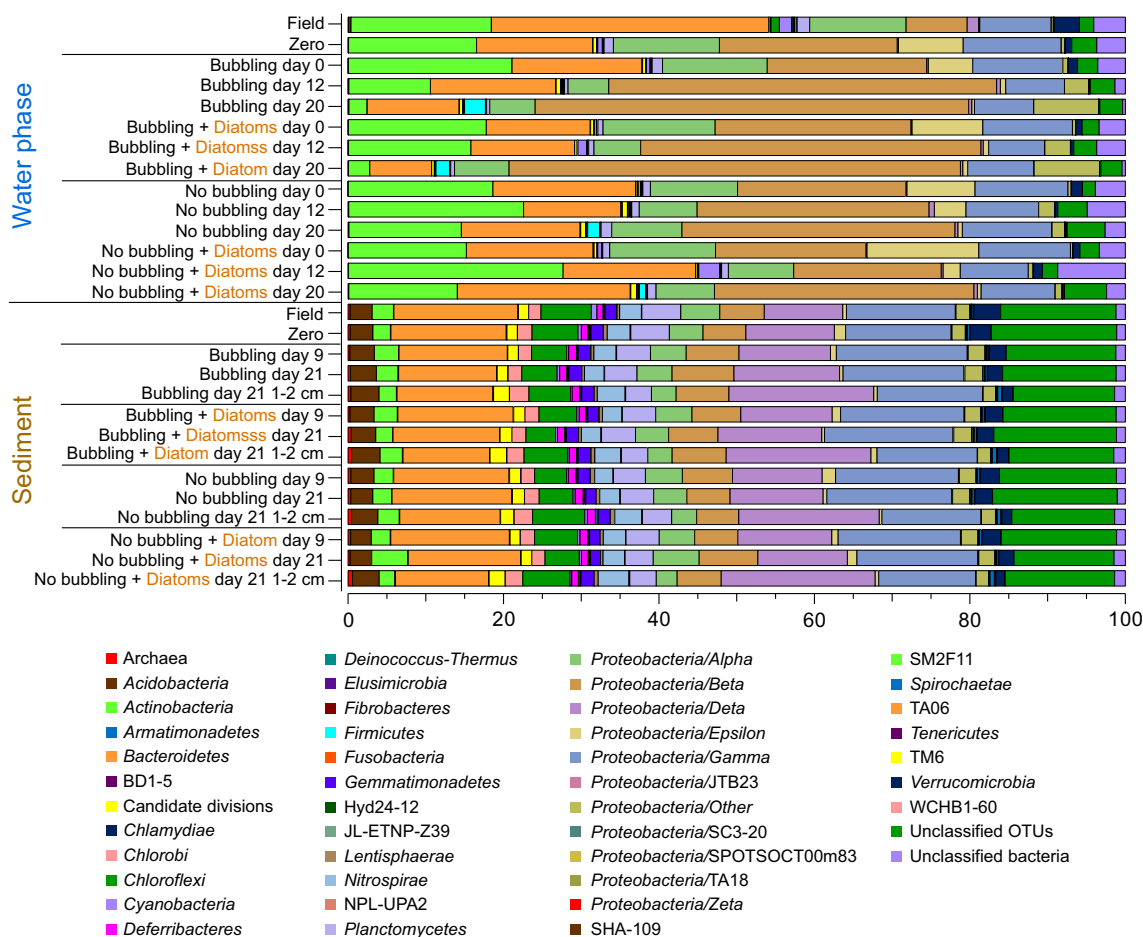 Water phase
Field
Zero
Bubbling day 0
Bubbling day 12
Bubbling day 20
Bubbling + Diatoms day 0
Bubbling + Diatomss day 12
Bubbling + Diatom day 20
No bubbling day 0
No bubbling day 12
No bubbling day 20
No bubbling + Diatoms day 0
No bubbling + Diatoms day 12
No bubbling + Diatoms day 20
Sediment
Field
Zero
Bubbling day 9
Bubbling day 21
Bubbling day 21 1-2 cm
Bubbling + Diatoms day 9
Bubbling + Diatomsss day 21
Bubbling + Diatom day 21 1-2 cm
No bubbling day 9
No bubbling day 21
No bubbling day 21 1-2 cm
No bubbling + Diatom day 9
No bubbling + Diatoms day 21
No bubbling + Diatoms day 21 1-2 cm
0 20 40 60 80 100
Archaea
Acidobacteria
Actinobacteria
Armatimonadetes
Bacteroidetes
BD1-5
Candidate divisions
Chlamydiae
Chlorobi
Chloroflexi
Cyanobacteria
Deferribacteres
Deinococcus-Thermus
Elusimicrobia
Fibrobacteres
Firmicutes
Fusobacteria
Gemmatimonadetes
Hyd24-12
JL-ETNP-Z39
Lentisphaerae
Nitrospirae
NPL-UPA2
Planctomycetes
Proteobacteria/Alpha
Proteobacteria/Beta
Proteobacteria/Deta
Proteobacteria/Epsilon
Proteobacteria/Gamma
Proteobacteria/JTB23
Proteobacteria/Other
Proteobacteria/SC3-20
Proteobacteria/SPOTSOCT00m83
Proteobacteria/TA18
Proteobacteria/Zeta
SHA-109
SM2F11
Spirochaetae
TA06
Tenericutes
TM6
Verrucomicrobia
WCHB1-60
Unclassified OTUs
Unclassified bacteria